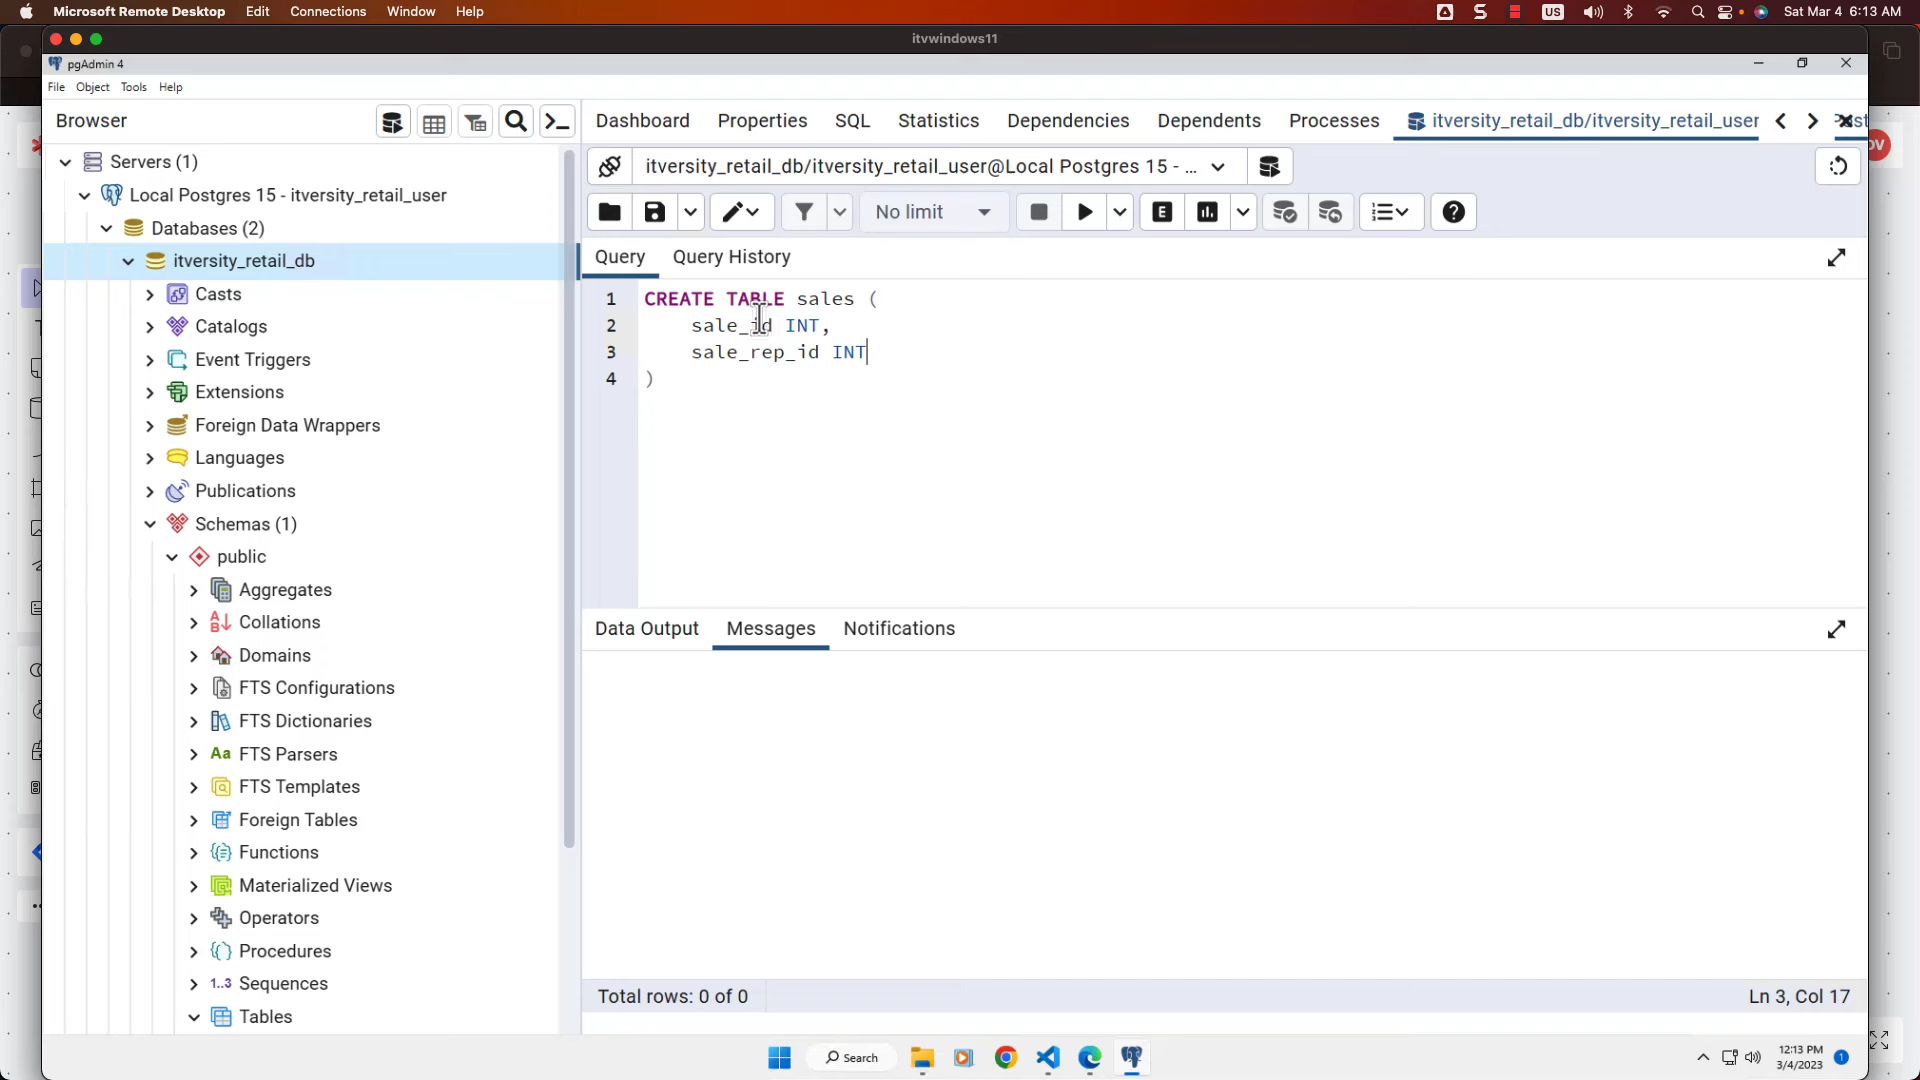 Microsoft Remote Desktop Edit Connections Window Help US Sat Mar 4 6:13 AM
itvwindows11
pgAdmin 4
File Object Tools Help
Browser
Dashboard Properties SQL Statistics Dependencies Dependents Processes itversity_retail_db/itversity_retail_user
Servers (1)
itversity_retail_db/itversity_retail_user@Local Postgres 15 - ...
Local Postgres 15 - itversity_retail_user
No limit
E
Databases (2)
itversity_retail_db
Query Query History
Casts
1 CREATE TABLE sales (
Catalogs
2 sale_id INT,
Event Triggers
3 sale_rep_id INT
4 )
Extensions
Foreign Data Wrappers
Languages
Publications
Schemas (1)
public
Aggregates
Collations
Data Output Messages Notifications
Domains
FTS Configurations
FTS Dictionaries
Aa FTS Parsers
FTS Templates
Foreign Tables
Functions
Materialized Views
Operators
Procedures
1..3 Sequences
Total rows: 0 of 0 Ln 3, Col 17
Tables
Search
12:13 PM
3/4/2023
1